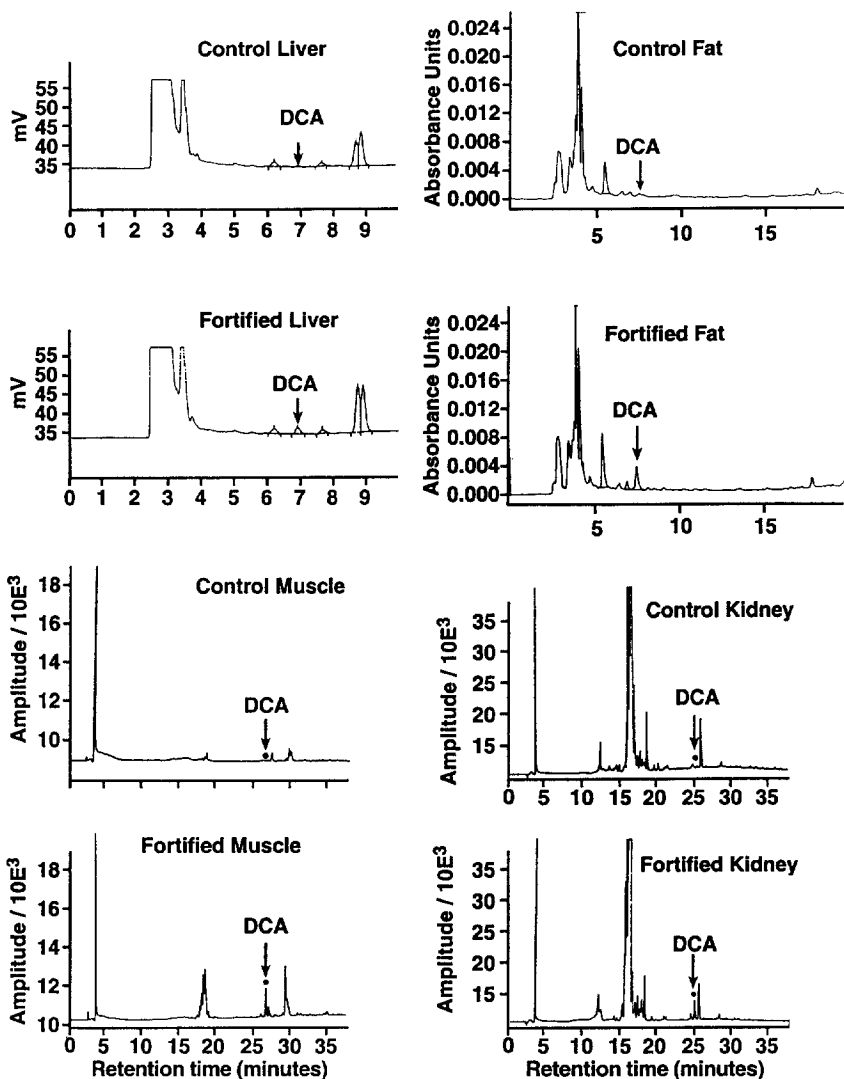 Control Liver
mV
55
50
45
40
35
DCA
0 1 2 3 4 5 6 7 8 9
Control Fat
Absorbance Units
0.024
0.020
0.016
0.012
0.008
0.004
0.000
DCA
5 10 15
Fortified Liver
mV
55
50
45
40
35
DCA
0 1 2 3 4 5 6 7 8 9
Fortified Fat
Absorbance Units
0.024
0.020
0.016
0.012
0.008
0.004
0.000
DCA
5 10 15
Control Muscle
Amplitude / 10E³
18
16
14
12
10
DCA
0 5 10 15 20 25 30 35
Control Kidney
Amplitude / 10E³
35
30
25
20
15
DCA
0 5 10 15 20 25 30 35
Fortified Muscle
Amplitude / 10E³
18
16
14
12
10
DCA
0 5 10 15 20 25 30 35
Retention time (minutes)
Fortified Kidney
Amplitude / 10E³
35
30
25
20
15
DCA
0 5 10 15 20 25 30 35
Retention time (minutes)